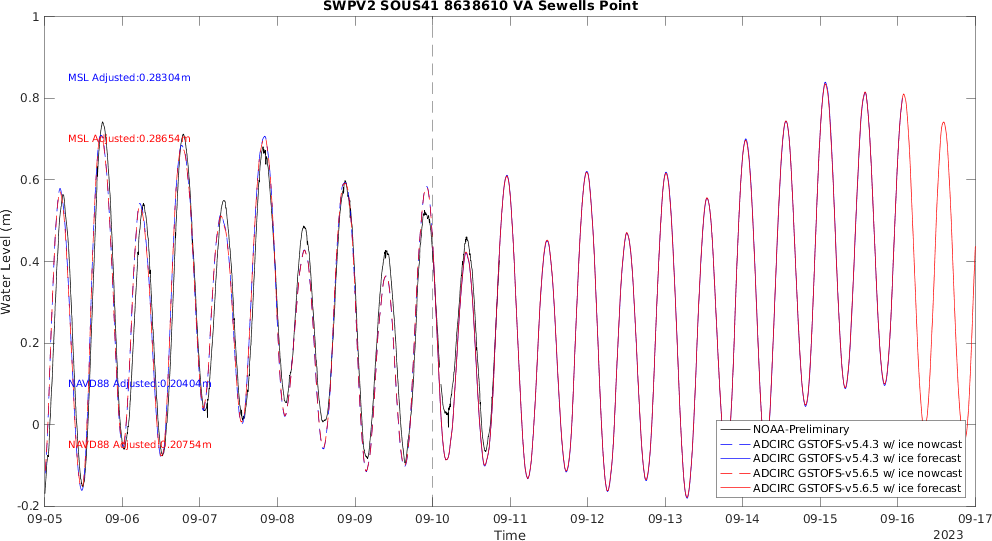 SWPV2 SOUS41 8638610 VA Sewells Point
1
0.8
0.6
0.4
0.2
0
-0.2
Water Level (m)
MSL Adjusted:0.28304m
MSL Adjusted:0.28654m
NAVD88 Adjusted:0.20404m
NAVD88 Adjusted:0.20754m
NOAA-Preliminary
ADCIRC GSTOFS-v5.4.3 w/ ice nowcast
ADCIRC GSTOFS-v5.4.3 w/ ice forecast
ADCIRC GSTOFS-v5.6.5 w/ ice nowcast
ADCIRC GSTOFS-v5.6.5 w/ ice forecast
09-05 09-06 09-07 09-08 09-09 09-10 09-11 09-12 09-13 09-14 09-15 09-16 09-17
Time
2023